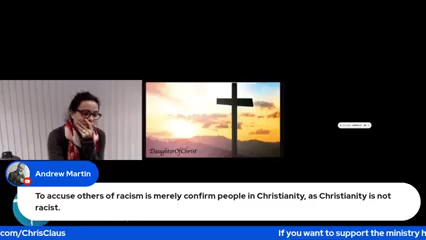 DaughterOfChrist
Andrew Martin
To accuse others of racism is merely confirm people in Christianity, as Christianity is not
racist.
com/ChrisClaus
If you want to support the ministry h